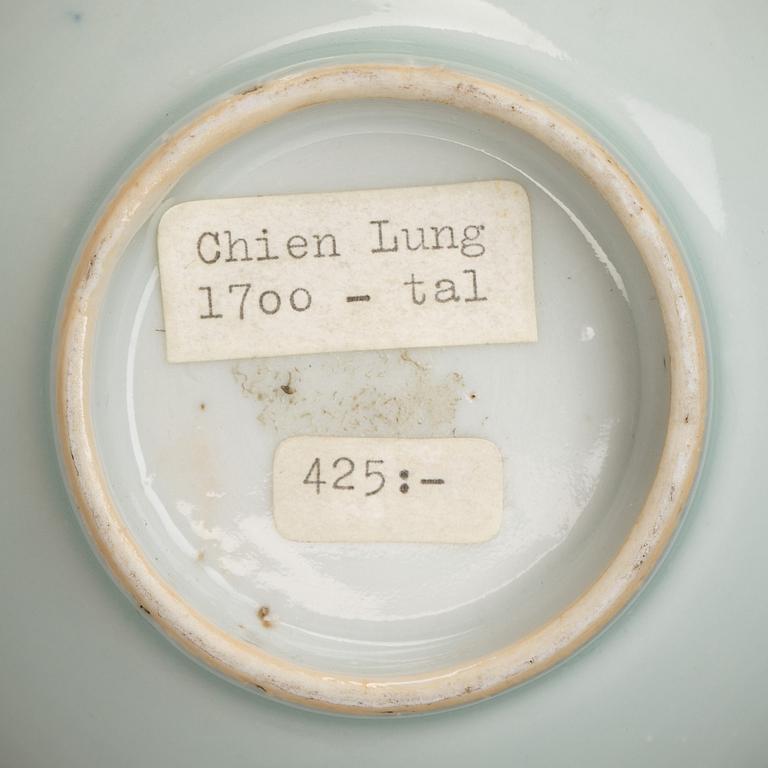 Chien Lung
17oo - tal
425:-